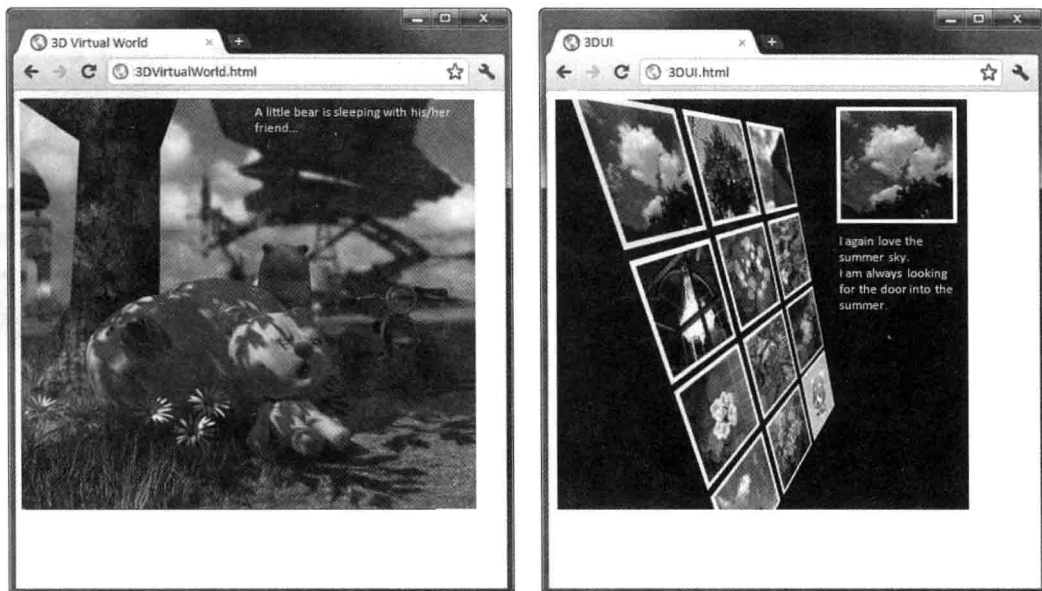 3D Virtual World
3DVirtualWorld.html
A little bear is sleeping with his/her
friend...
3DUI
3DUI.html
I again love the
summer sky.
I am always looking
for the door into the
summer.